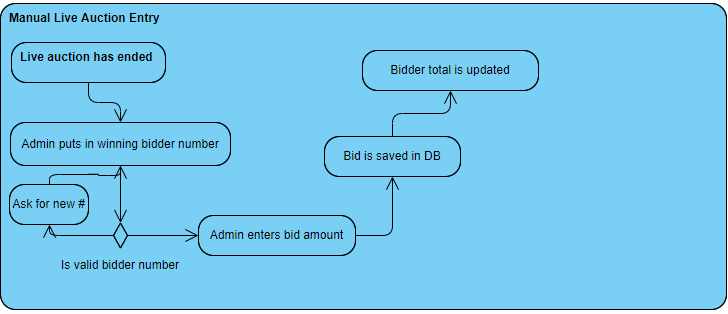 Manual Live Auction Entry
Live auction has ended
Bidder total is updated
Admin puts in winning bidder number
Bid is saved in DB
Ask for new #
Admin enters bid amount
Is valid bidder number